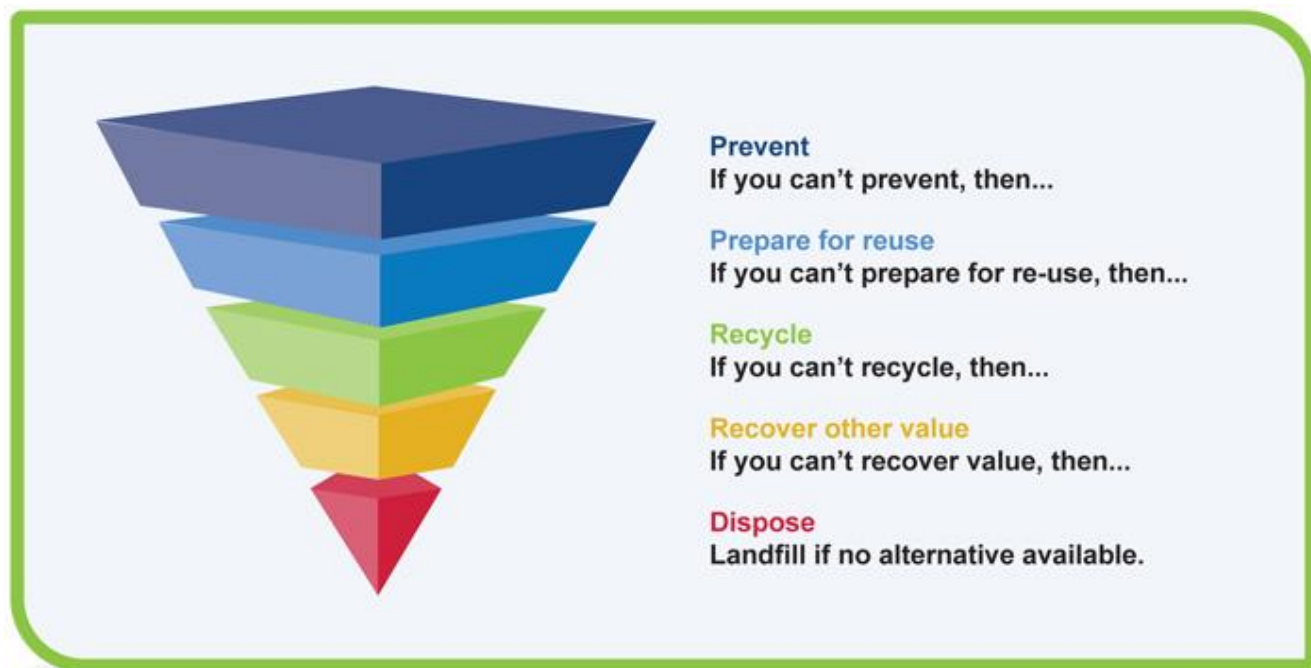 Prevent
If you can’t prevent, then...
Prepare for reuse
If you can’t prepare for re-use, then...
Recycle
If you can’t recycle, then...
Recover other value
If you can’t recover value, then...
Dispose
Landfill if no alternative available.